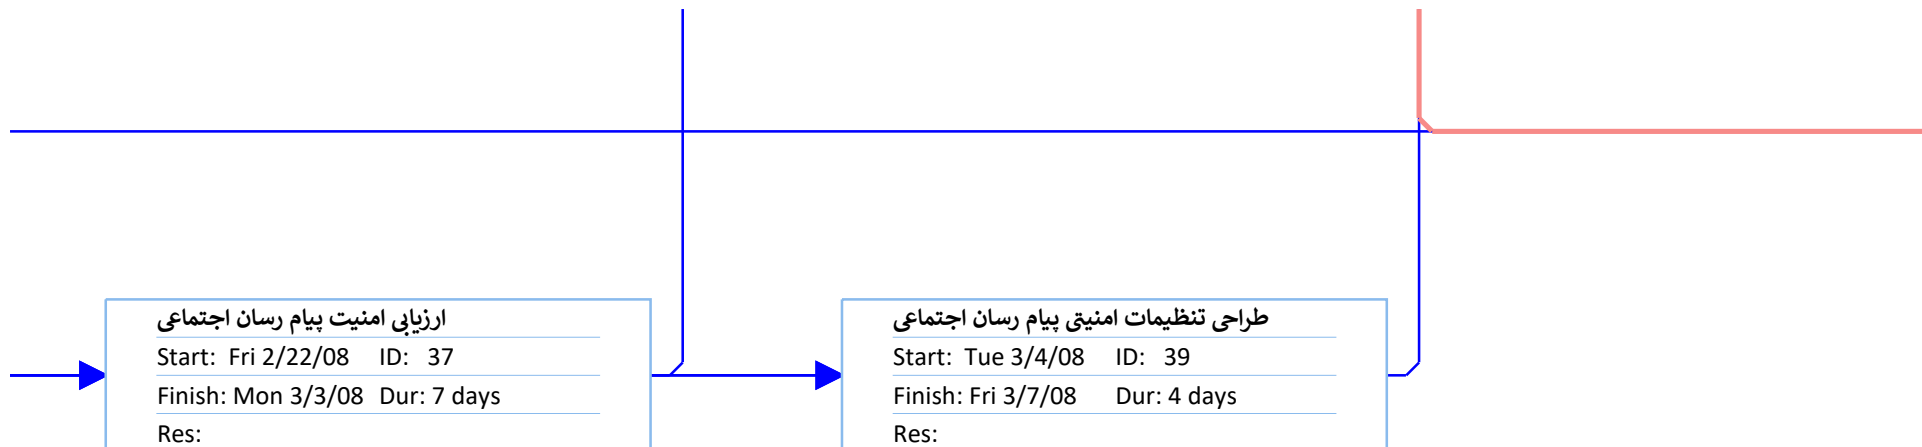 ارزیابی امنیت پیام رسان اجتماعی
Start: Fri 2/22/08 ID: 37
Finish: Mon 3/3/08 Dur: 7 days
Res:
طراحی تنظیمات امنیتی پیام رسان اجتماعی
Start: Tue 3/4/08 ID: 39
Finish: Fri 3/7/08 Dur: 4 days
Res: